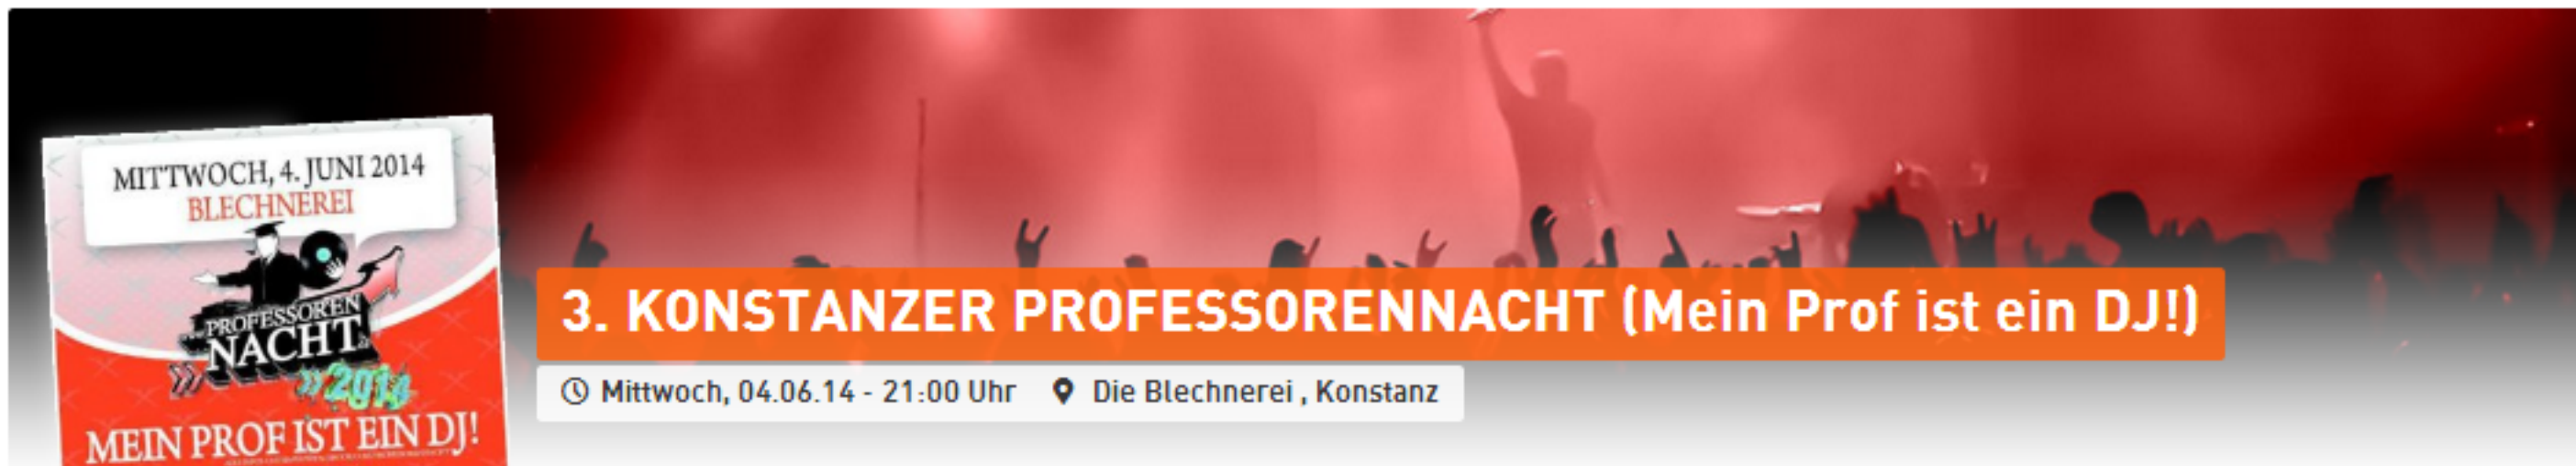 MITTWOCH, 4. JUNI 2014
BLECHNEREI
PROFESSOREN
NACHT
2014
MEIN PROF IST EIN DJ!
3. KONSTANZER PROFESSORENNACHT (Mein Prof ist ein DJ!)
Mittwoch, 04.06.14 - 21:00 Uhr Die Blechnerei , Konstanz